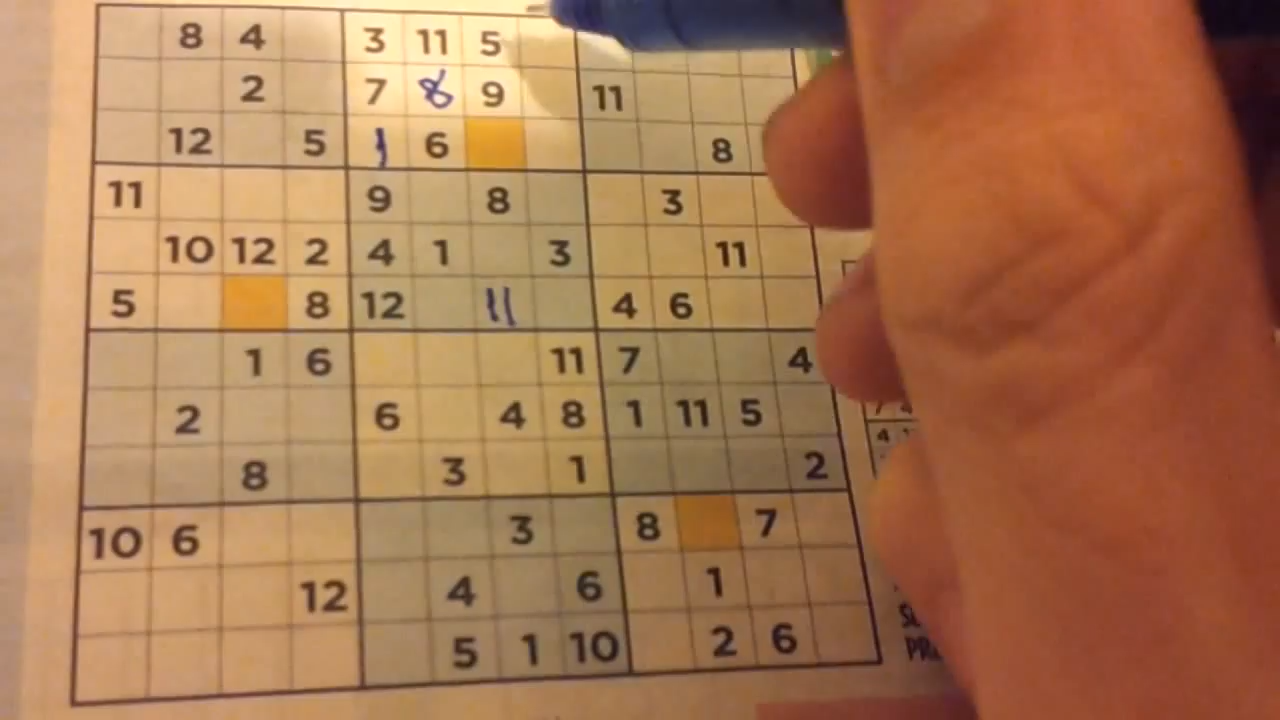 8 4 3 11 5
2 7 8 9 11
12 5 1 6 8
11 9 8 3
10 12 2 4 1 3 11
5 8 12 11 4 6
1 6 11 7 4
2 6 4 8 1 11 5
8 3 1 2
10 6 3 8 7
12 4 6 1
5 1 10 2 6